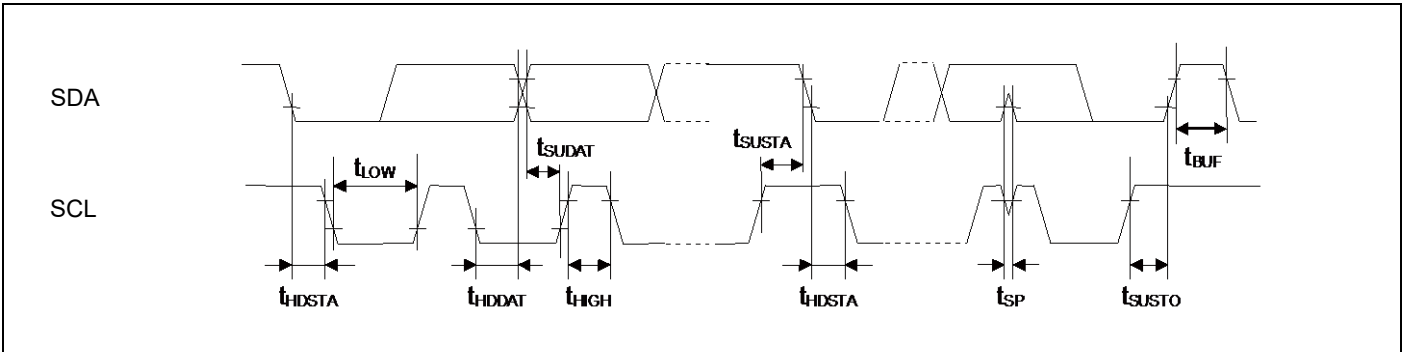 SDA
tSUDAT
tSUSTA
tBUF
tLOW
SCL
tHDSTA
tHDDAT
tHIGH
tHDSTA
tSP
tSUSTO